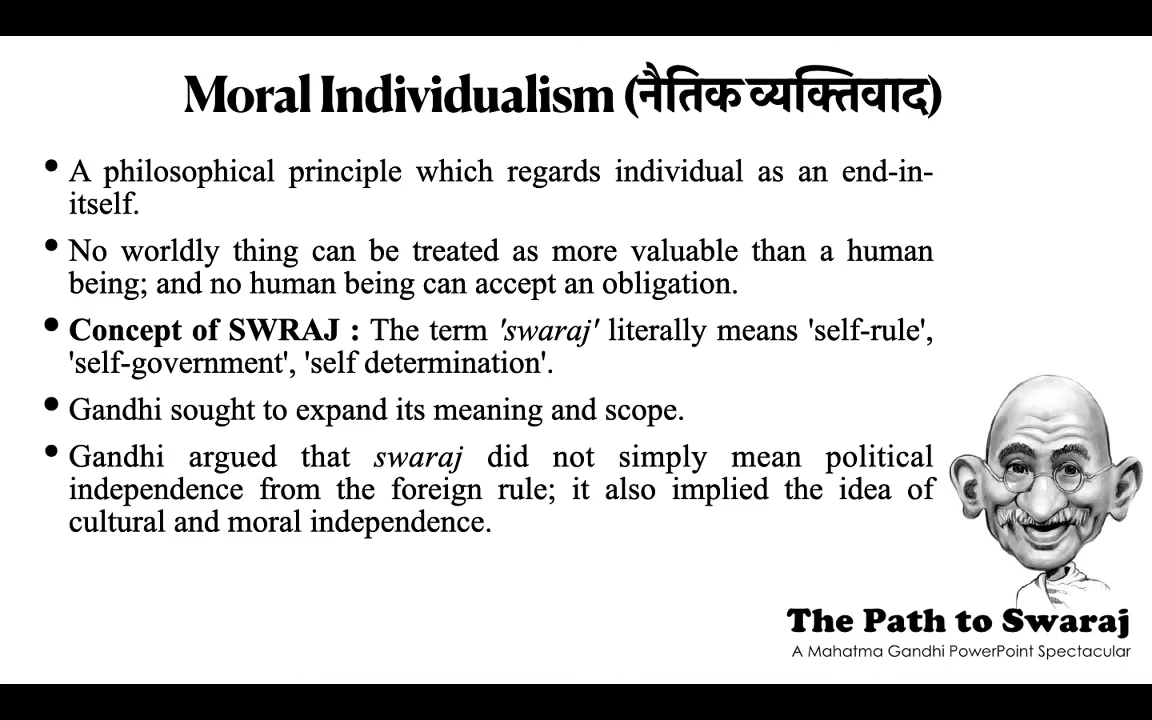 Moral Individualism (नैतिक व्यक्तिवाद)
• A philosophical principle which regards individual as an end-in-
itself.
• No worldly thing can be treated as more valuable than a human
being; and no human being can accept an obligation.
• Concept of SWRAJ : The term 'swaraj' literally means 'self-rule',
'self-government', 'self determination'.
• Gandhi sought to expand its meaning and scope.
• Gandhi argued that swaraj did not simply mean political
independence from the foreign rule; it also implied the idea of
cultural and moral independence.
The Path to Swaraj
A Mahatma Gandhi PowerPoint Spectacular